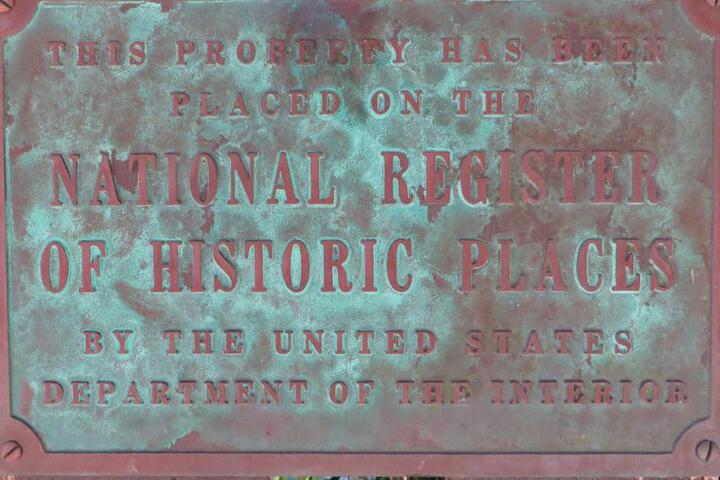 THIS PROPERTY HAS BEEN
PLACED ON THE
NATIONAL REGISTER
OF HISTORIC PLACES
BY THE UNITED STATES
DEPARTMENT OF THE INTERIOR